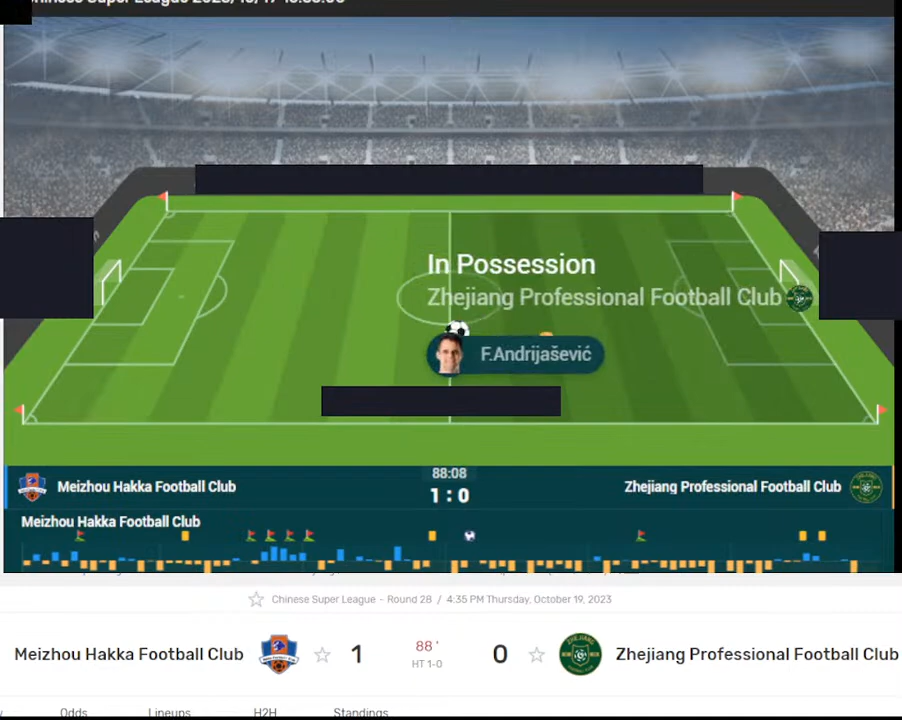 In Possession
Zhejiang Professional Football Club
F.Andrijašević
88:08
Meizhou Hakka Football Club
1 : 0
Zhejiang Professional Football Club
Meizhou Hakka Football Club
Chinese Super League - Round 28 / 4:35 PM Thursday, October 19, 2023
Meizhou Hakka Football Club
1
88'
HT 1-0
0
Zhejiang Professional Football Club
Odds
Lineups
H2H
Standings